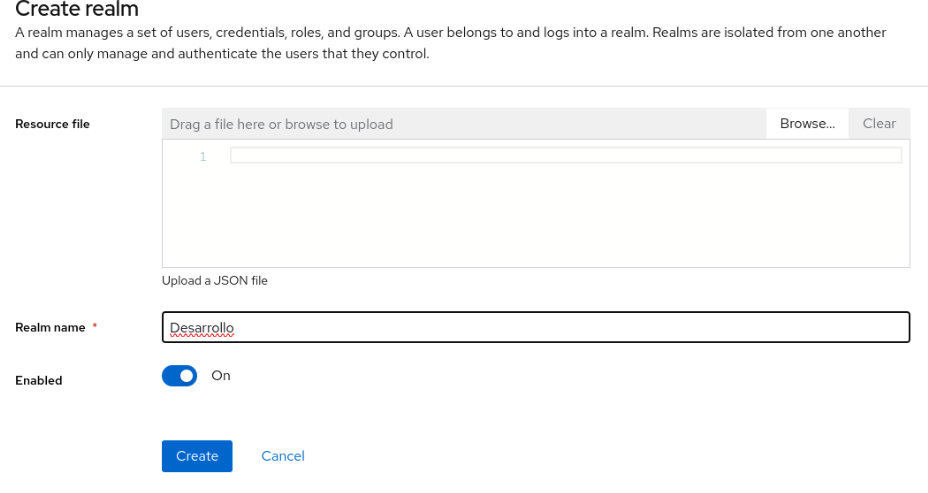 Create realm
A realm manages a set of users, credentials, roles, and groups. A user belongs to and logs into a realm. Realms are isolated from one another
and can only manage and authenticate the users that they control.
Resource file
Drag a file here or browse to upload
Browse...
Clear
1
Upload a JSON file
Realm name *
Desarrollo
Enabled
On
Create
Cancel